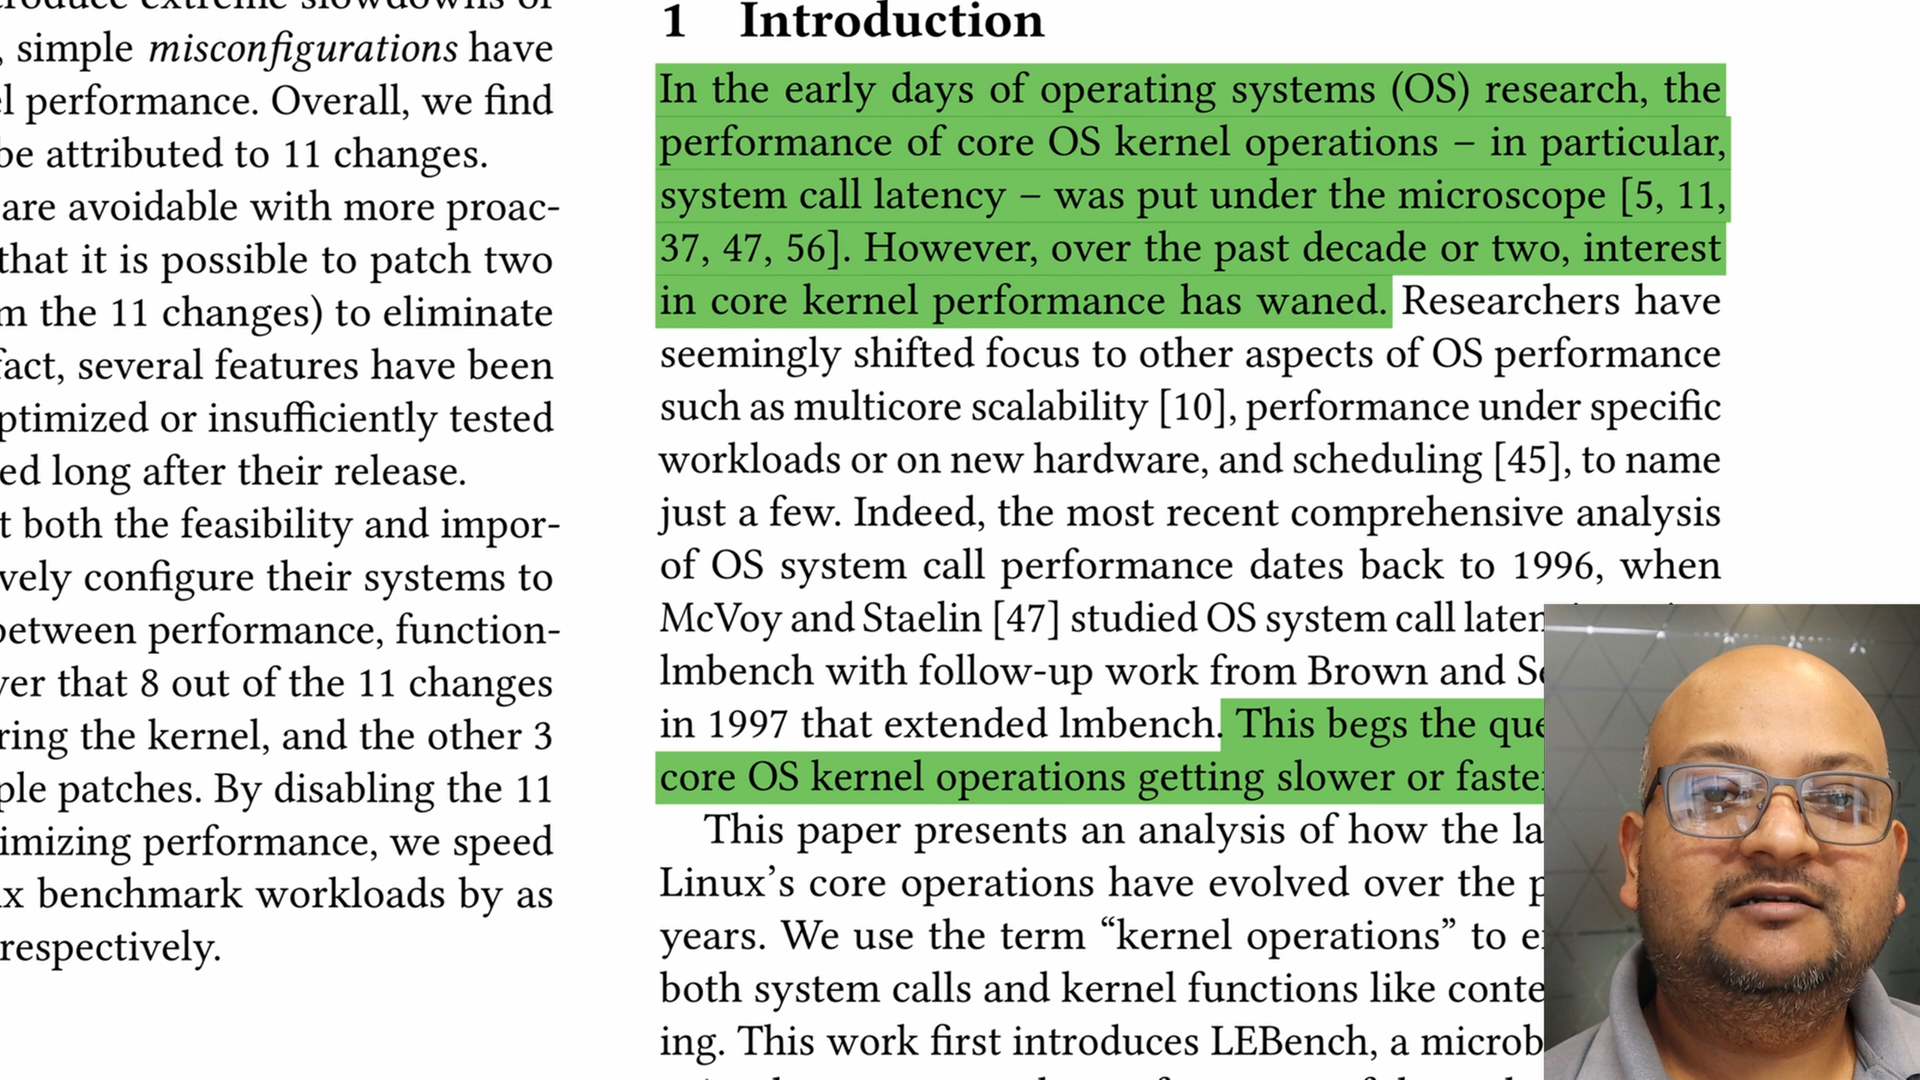 roduce extreme slowdowns of
, simple misconfigurations have
el performance. Overall, we find
be attributed to 11 changes.
are avoidable with more proac-
that it is possible to patch two
m the 11 changes) to eliminate
fact, several features have been
ptimized or insufficiently tested
ed long after their release.
t both the feasibility and impor-
vely configure their systems to
between performance, function-
ver that 8 out of the 11 changes
ring the kernel, and the other 3
ple patches. By disabling the 11
imizing performance, we speed
x benchmark workloads by as
respectively.
1 Introduction
In the early days of operating systems (OS) research, the
performance of core OS kernel operations – in particular,
system call latency – was put under the microscope [5, 11,
37, 47, 56]. However, over the past decade or two, interest
in core kernel performance has waned. Researchers have
seemingly shifted focus to other aspects of OS performance
such as multicore scalability [10], performance under specific
workloads or on new hardware, and scheduling [45], to name
just a few. Indeed, the most recent comprehensive analysis
of OS system call performance dates back to 1996, when
McVoy and Staelin [47] studied OS system call laten
lmbench with follow-up work from Brown and Se
in 1997 that extended lmbench. This begs the que
core OS kernel operations getting slower or faste
This paper presents an analysis of how the la
Linux’s core operations have evolved over the p
years. We use the term “kernel operations” to e
both system calls and kernel functions like conte
ing. This work first introduces LEBench, a microb